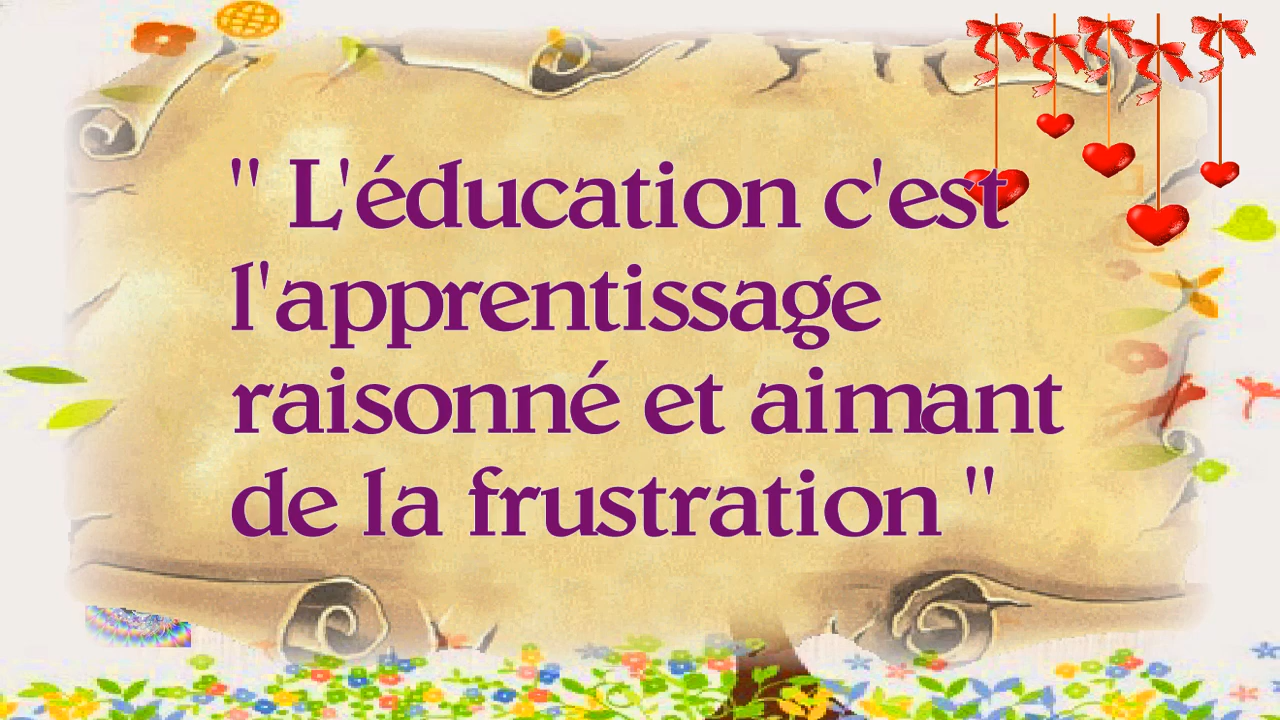 " L'éducation c'est
l'apprentissage
raisonné et aimant
de la frustration "